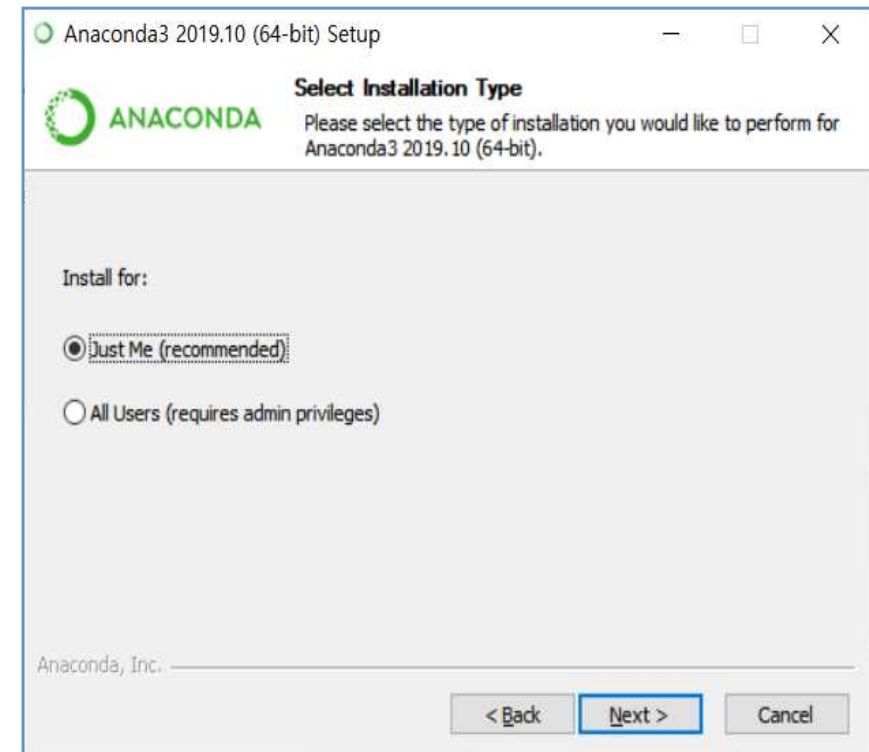 Anaconda3 2019.10 (64-bit) Setup
ANACONDA
Select Installation Type
Please select the type of installation you would like to perform for
Anaconda3 2019.10 (64-bit).
Install for:
Just Me (recommended)
All Users (requires admin privileges)
Anaconda, Inc.
< Back
Next >
Cancel